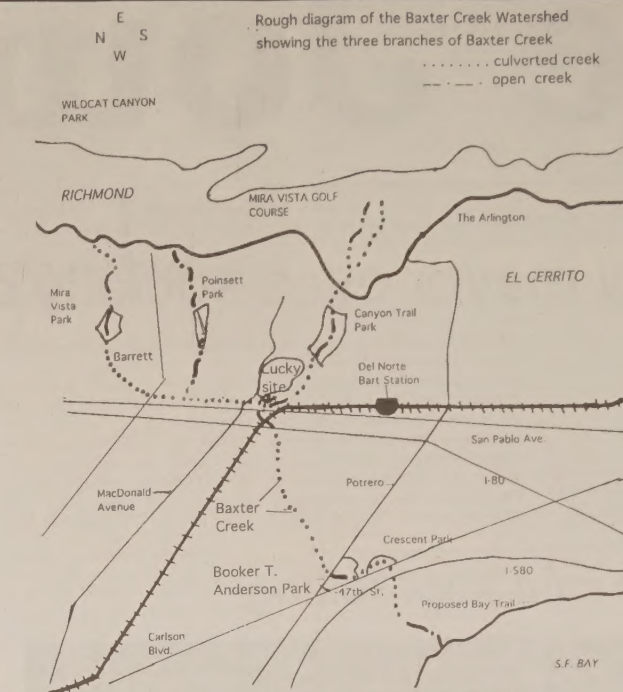 E
N S
W
Rough diagram of the Baxter Creek Watershed
showing the three branches of Baxter Creek
........ culverted creek
__.__. open creek
WILDCAT CANYON
PARK
RICHMOND
MIRA VISTA GOLF
COURSE
The Arlington
EL CERRITO
Mira
Vista
Park
Poinsett
Park
Canyon Trail
Park
Barrett
Lucky
site
Del Norte
Bart Station
San Pablo Ave.
MacDonald
Avenue
Potrero
I-80
Baxter
Creek
Crescent Park
Booker T.
Anderson Park
47th St.
I-580
Proposed Bay Trail
Carlson
Blvd.
S.F. BAY